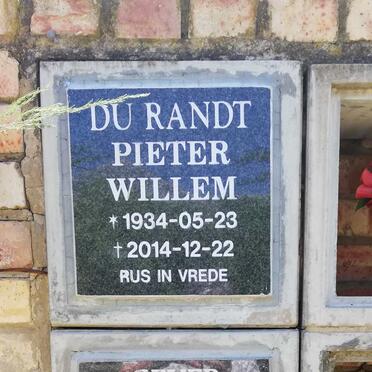 DU RANDT
PIETER
WILLEM
* 1934-05-23
† 2014-12-22
RUS IN VREDE